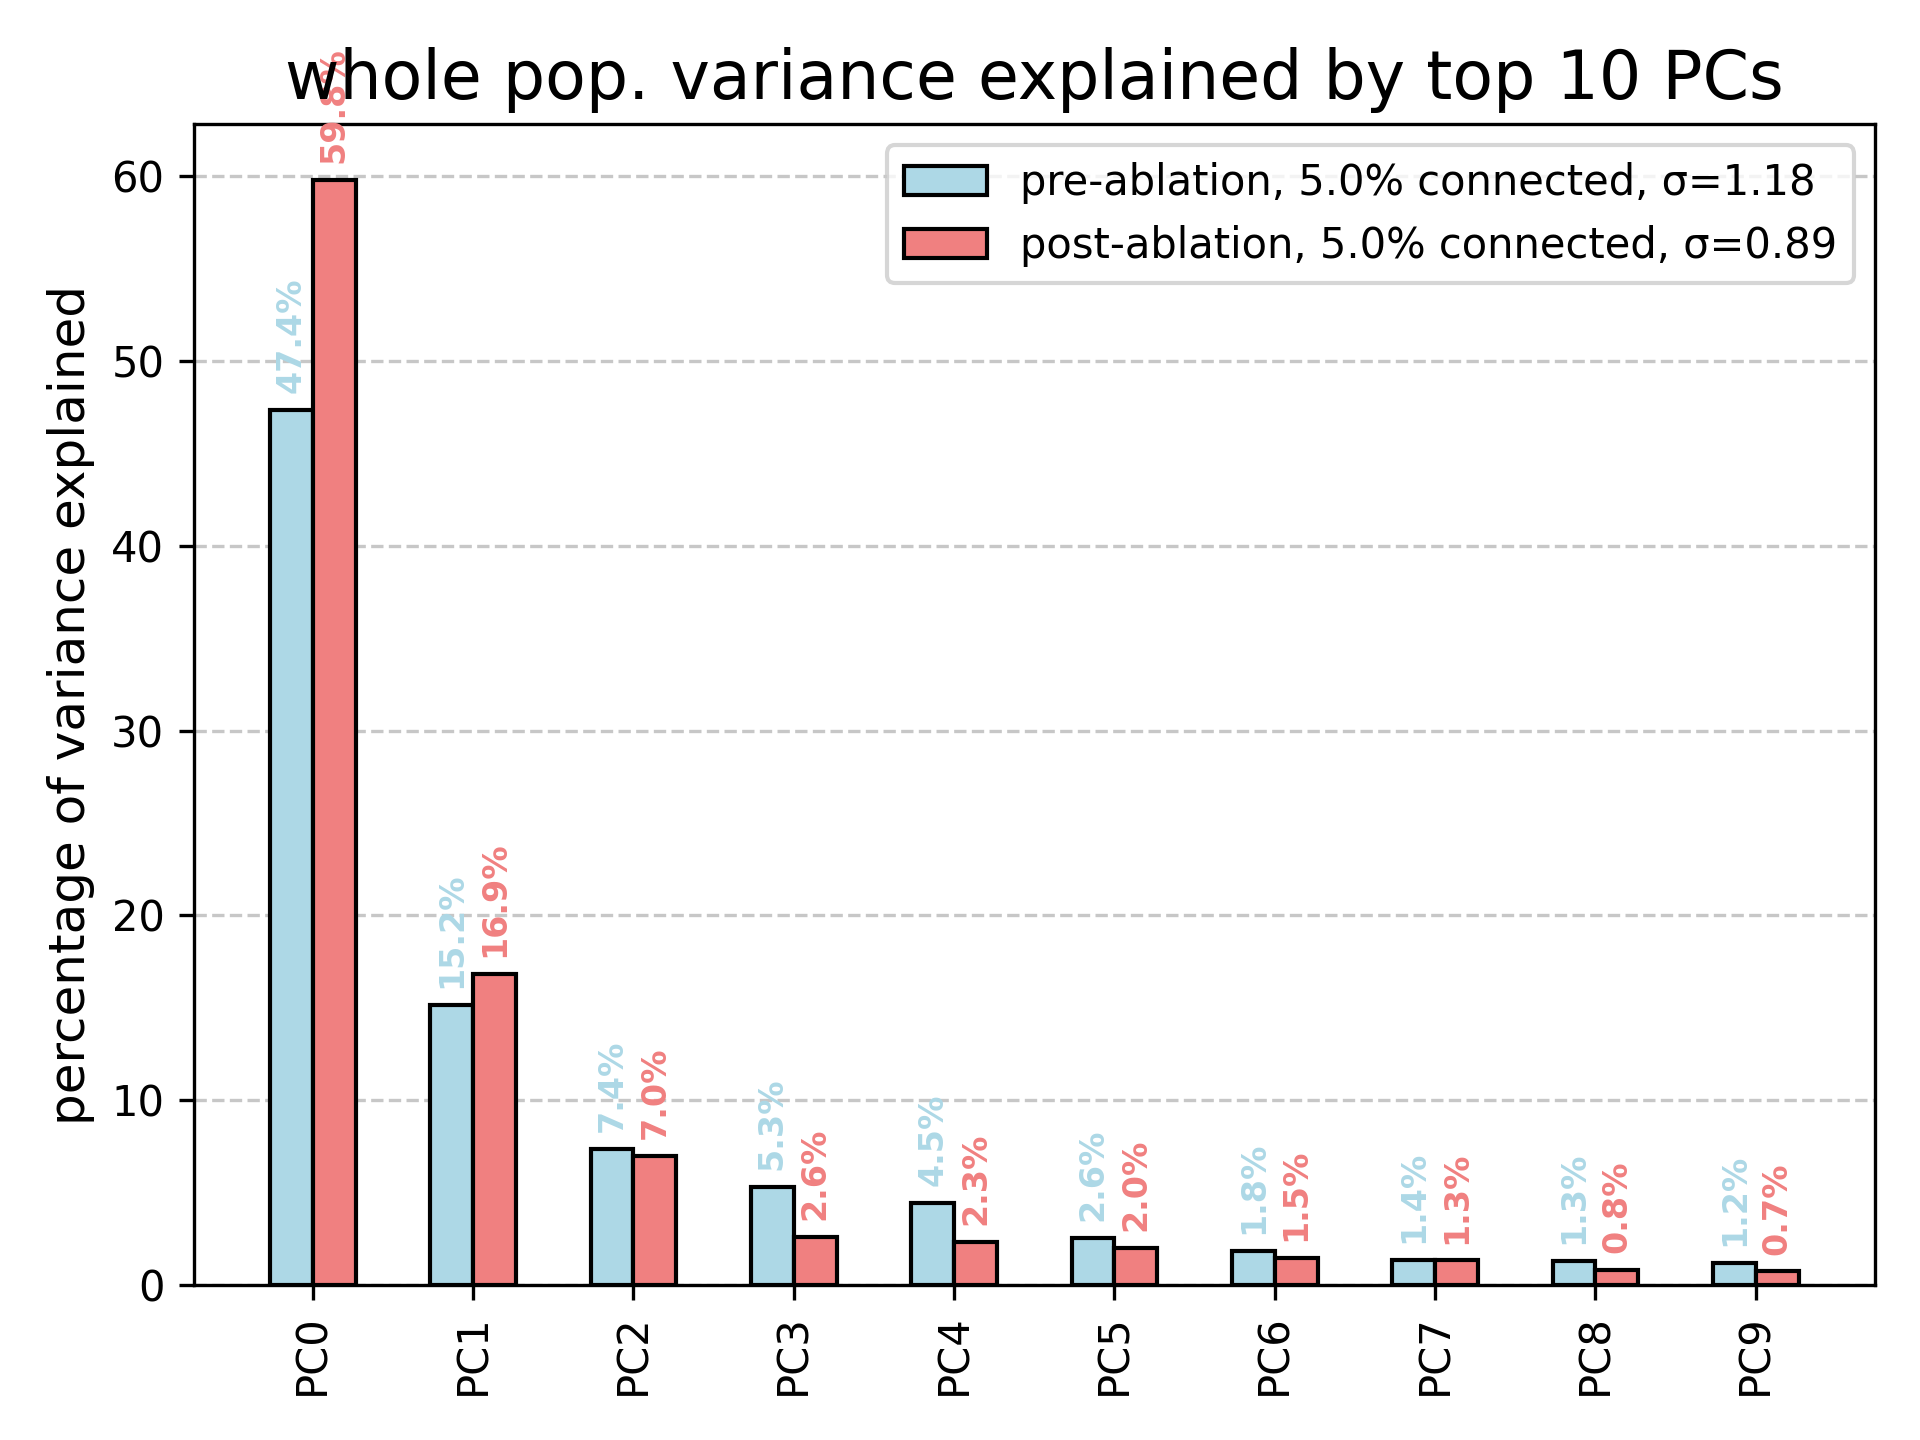 whole pop. variance explained by top 10 PCs
pre-ablation, 5.0% connected, σ=1.18
post-ablation, 5.0% connected, σ=0.89
percentage of variance explained
60
50
40
30
20
10
0
47.4%
59.8%
15.2%
16.9%
7.4%
7.0%
5.3%
2.6%
4.5%
2.3%
2.6%
2.0%
1.8%
1.5%
1.4%
1.3%
1.3%
0.8%
1.2%
0.7%
PC0
PC1
PC2
PC3
PC4
PC5
PC6
PC7
PC8
PC9